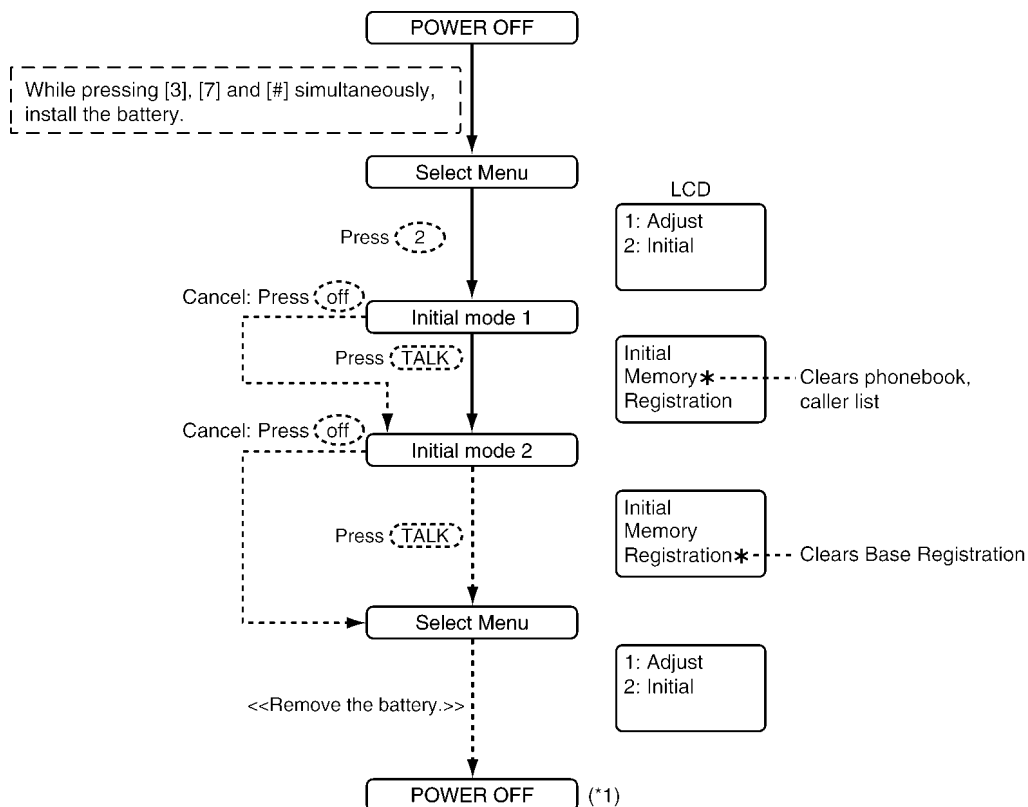 POWER OFF
While pressing [3], [7] and [#] simultaneously,
install the battery.
Select Menu
LCD
1: Adjust
2: Initial
Press 2
Cancel: Press off
Initial mode 1
Press TALK
Initial
Memory*
Registration
Clears phonebook,
caller list
Cancel: Press off
Initial mode 2
Press TALK
Initial
Memory
Registration*
Clears Base Registration
Select Menu
1: Adjust
2: Initial
<<Remove the battery.>>
POWER OFF (*1)